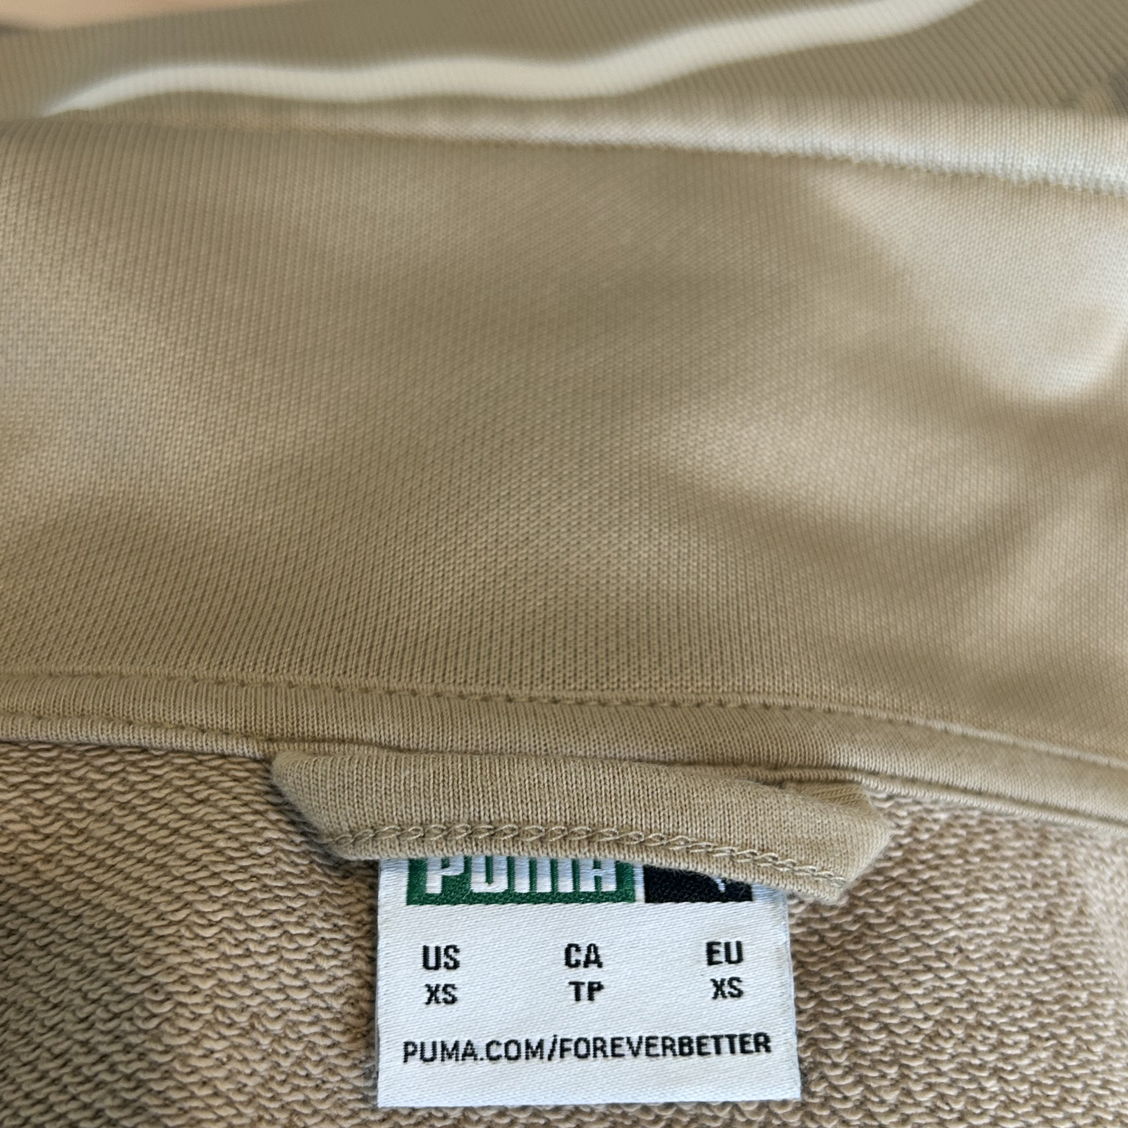 PUMA
US CA EU
XS TP XS
PUMA.COM/FOREVERBETTER